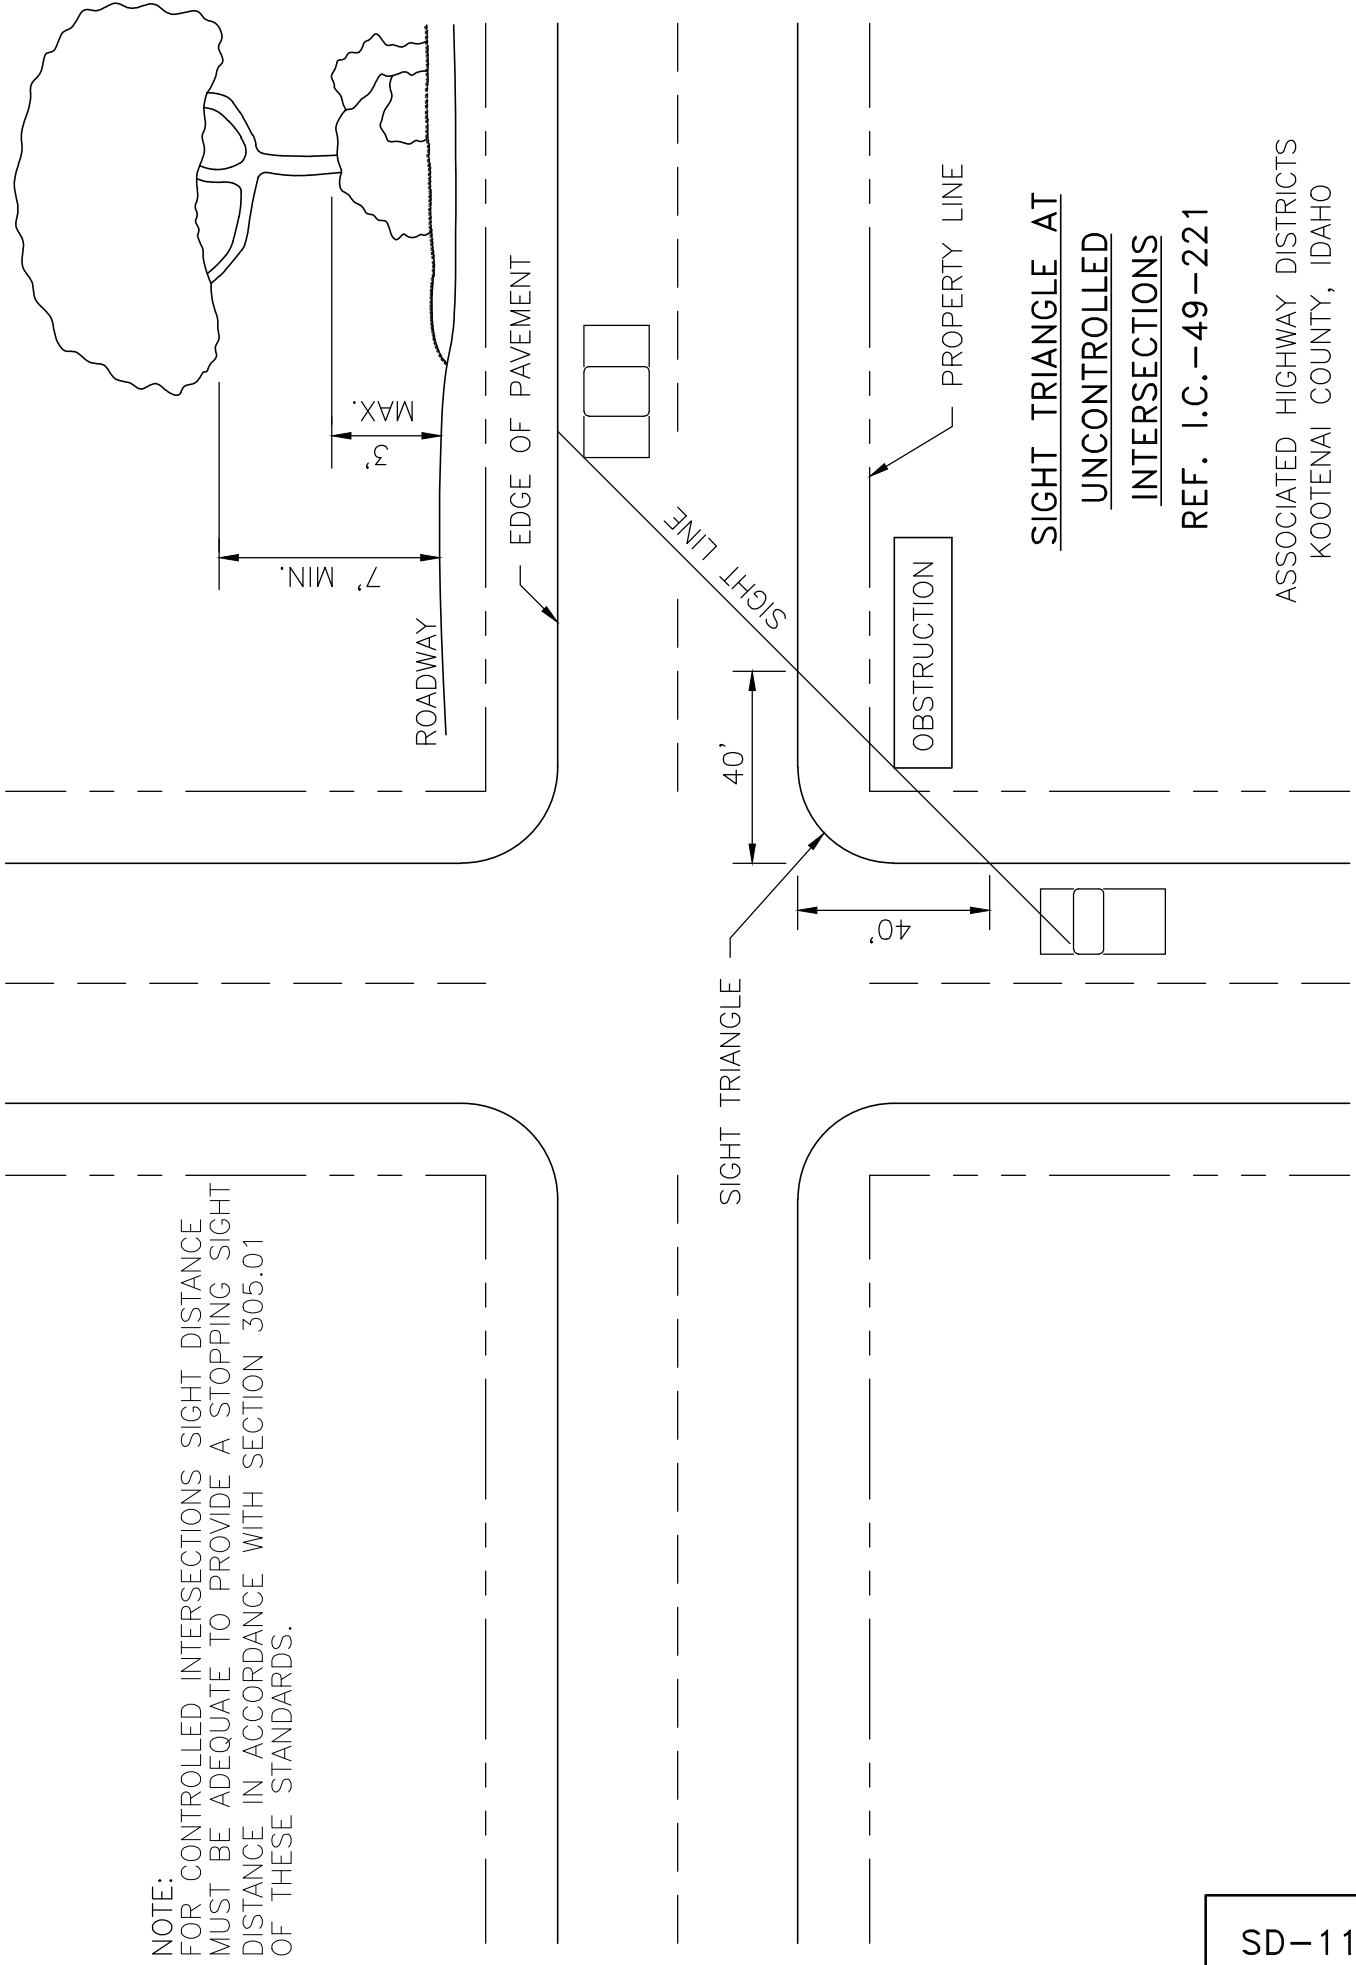 NOTE:
FOR CONTROLLED INTERSECTIONS SIGHT DISTANCE
MUST BE ADEQUATE TO PROVIDE A STOPPING SIGHT
DISTANCE IN ACCORDANCE WITH SECTION 305.01
OF THESE STANDARDS.
7' MIN.
3'
MAX.
ROADWAY
EDGE OF PAVEMENT
SIGHT LINE
40'
40'
SIGHT TRIANGLE
OBSTRUCTION
PROPERTY LINE
SIGHT TRIANGLE AT
UNCONTROLLED
INTERSECTIONS
REF. I.C.-49-221
ASSOCIATED HIGHWAY DISTRICTS
KOOTENAI COUNTY, IDAHO
SD-11